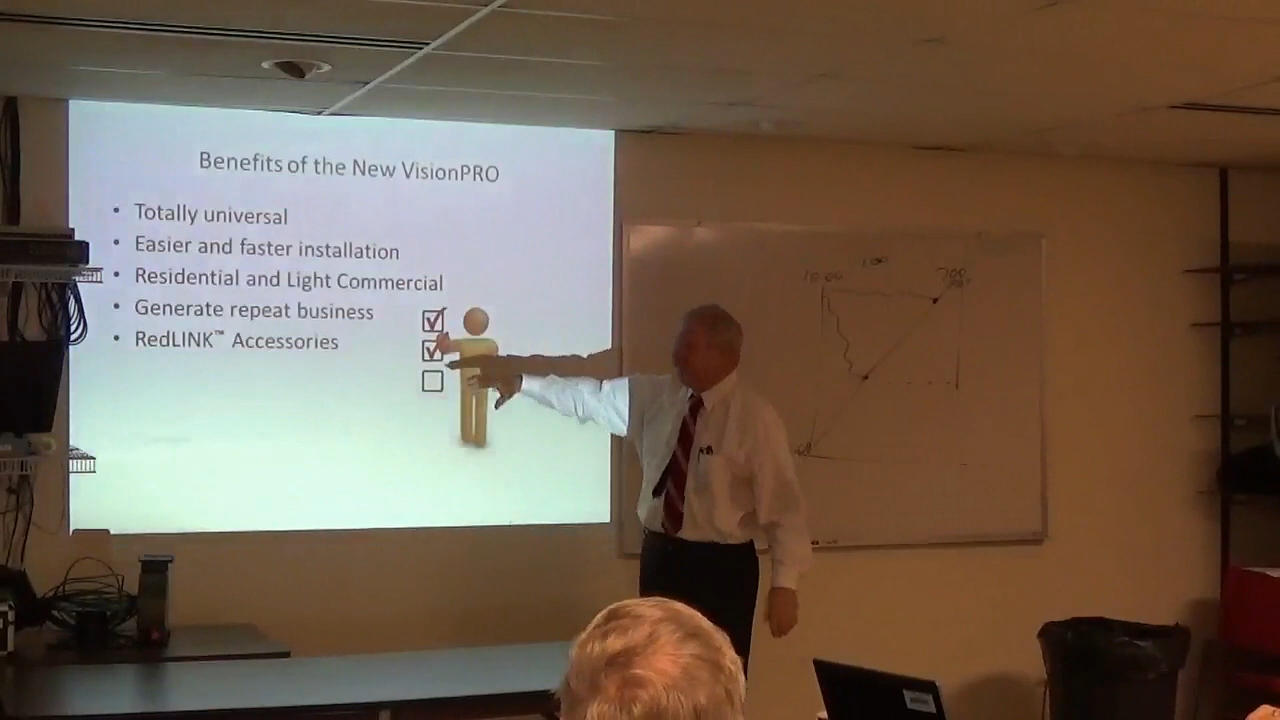 Benefits of the New VisionPRO
• Totally universal
• Easier and faster installation
• Residential and Light Commercial
• Generate repeat business
• RedLINK™ Accessories
100